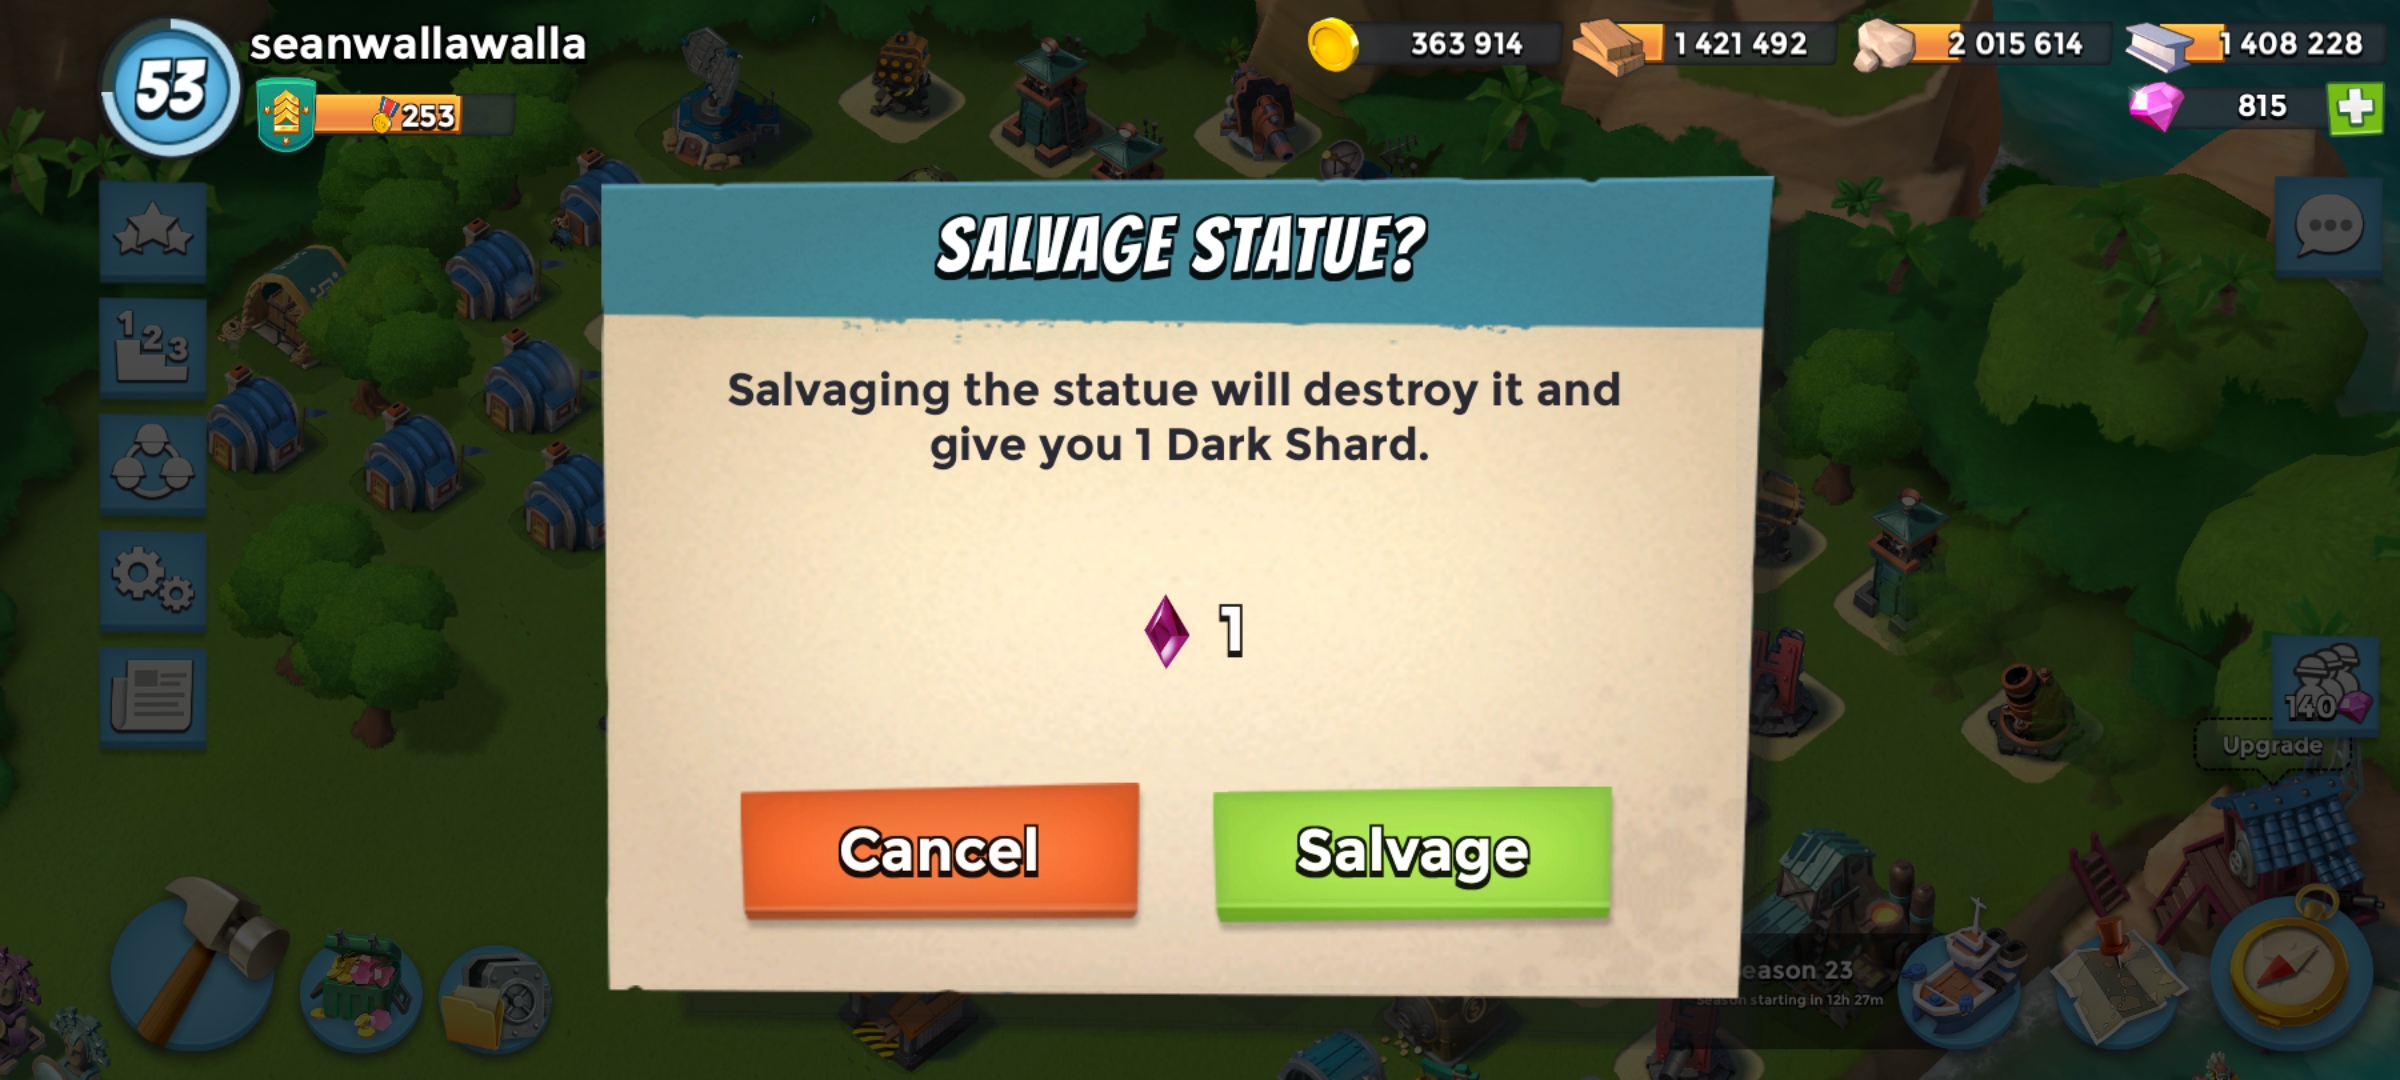 53
seanwallawalla
253
363 914
1 421 492
2 015 614
1 408 228
815
1 2 3
SALVAGE STATUE?
Salvaging the statue will destroy it and
give you 1 Dark Shard.
1
Cancel
Salvage
140
Upgrade
eason 23
Season starting in 12h 27m